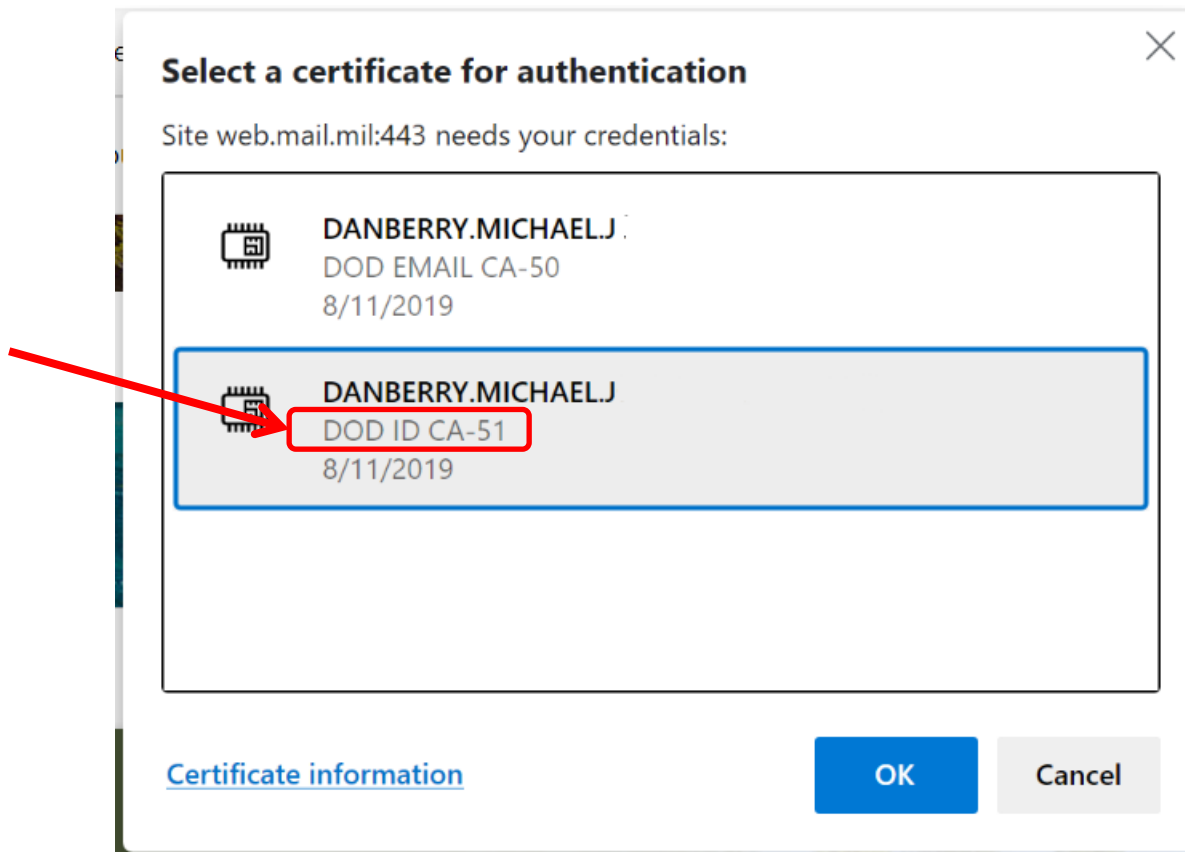 Select a certificate for authentication
Site web.mail.mil:443 needs your credentials:
DANBERRY.MICHAEL.J
DOD EMAIL CA-50
8/11/2019
DANBERRY.MICHAEL.J
DOD ID CA-51
8/11/2019
Certificate information
OK
Cancel